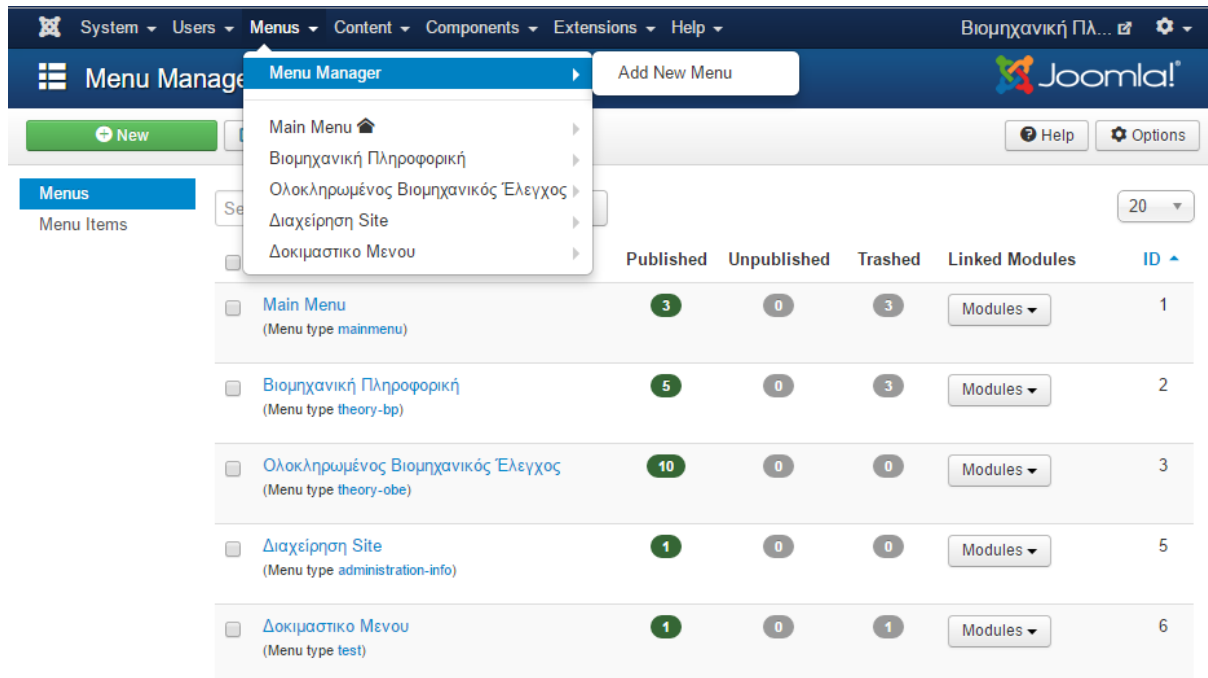 System Users Menus Content Components Extensions Help Βιομηχανική Πλ...
Menu Manage Joomla!
Menu Manager Add New Menu
New Help Options
Main Menu
Βιομηχανική Πληροφορική
Ολοκληρωμένος Βιομηχανικός Έλεγχος
Διαχείρηση Site
Δοκιμαστικο Μενου
Menus
Menu Items
Se 20
Published Unpublished Trashed Linked Modules ID
Main Menu 3 0 3 Modules 1
(Menu type mainmenu)
Βιομηχανική Πληροφορική 5 0 3 Modules 2
(Menu type theory-bp)
Ολοκληρωμένος Βιομηχανικός Έλεγχος 10 0 0 Modules 3
(Menu type theory-obe)
Διαχείρηση Site 1 0 0 Modules 5
(Menu type administration-info)
Δοκιμαστικο Μενου 1 0 1 Modules 6
(Menu type test)